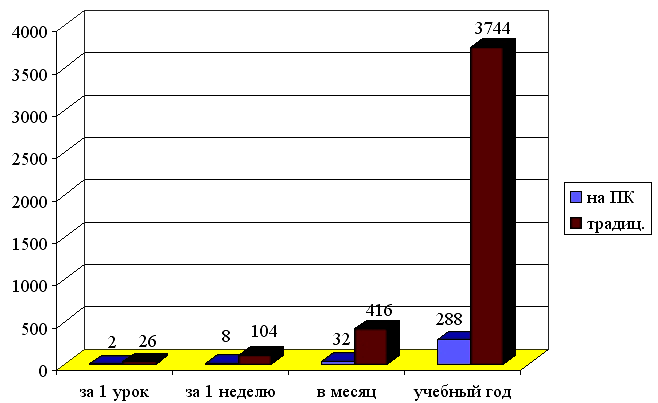 4000
3500
3000
2500
2000
1500
1000
500
0
2
26
8
104
32
416
288
3744
за 1 урок
за 1 неделю
в месяц
учебный год
на ПК
традиц.